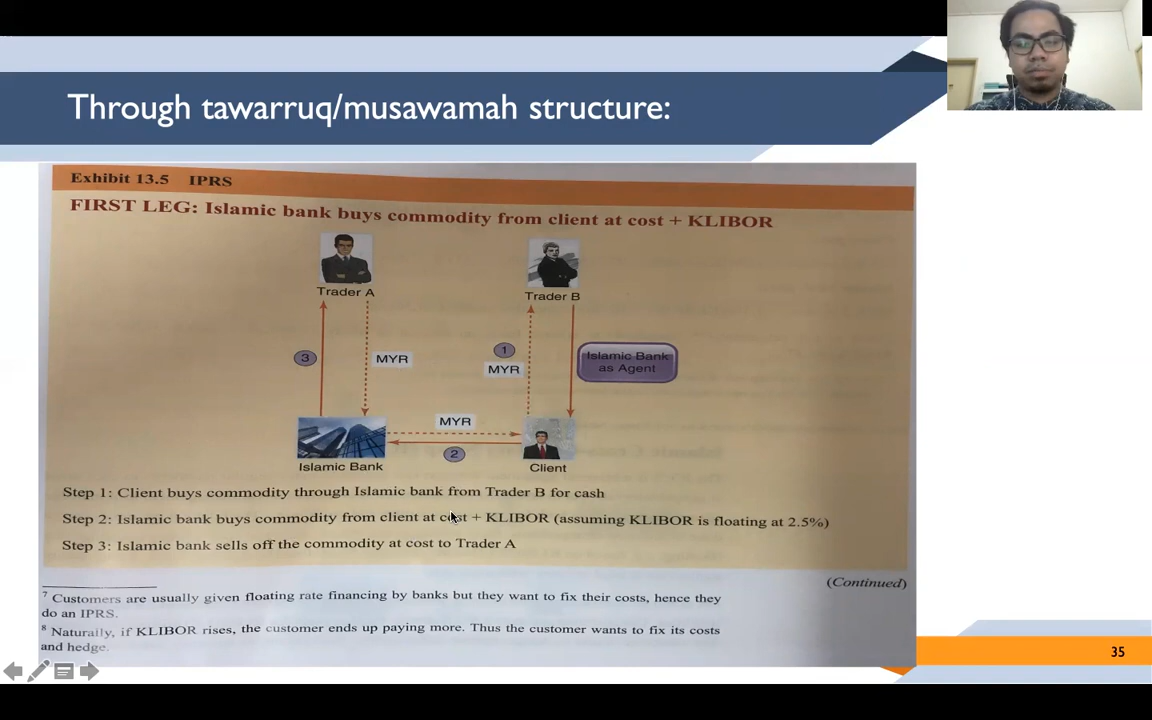 Through tawarruq/musawamah structure:
Exhibit 13.5 IPRS
FIRST LEG: Islamic bank buys commodity from client at cost + KLIBOR
Trader A
Trader B
3
MYR
1
MYR
Islamic Bank
as Agent
MYR
2
Islamic Bank
Client
Step 1: Client buys commodity through Islamic bank from Trader B for cash
Step 2: Islamic bank buys commodity from client at cost + KLIBOR (assuming KLIBOR is floating at 2.5%)
Step 3: Islamic bank sells off the commodity at cost to Trader A
(Continued)
7 Customers are usually given floating rate financing by banks but they want to fix their costs, hence they
do an IPRS.
8 Naturally, if KLIBOR rises, the customer ends up paying more. Thus the customer wants to fix its costs
and hedge.
35